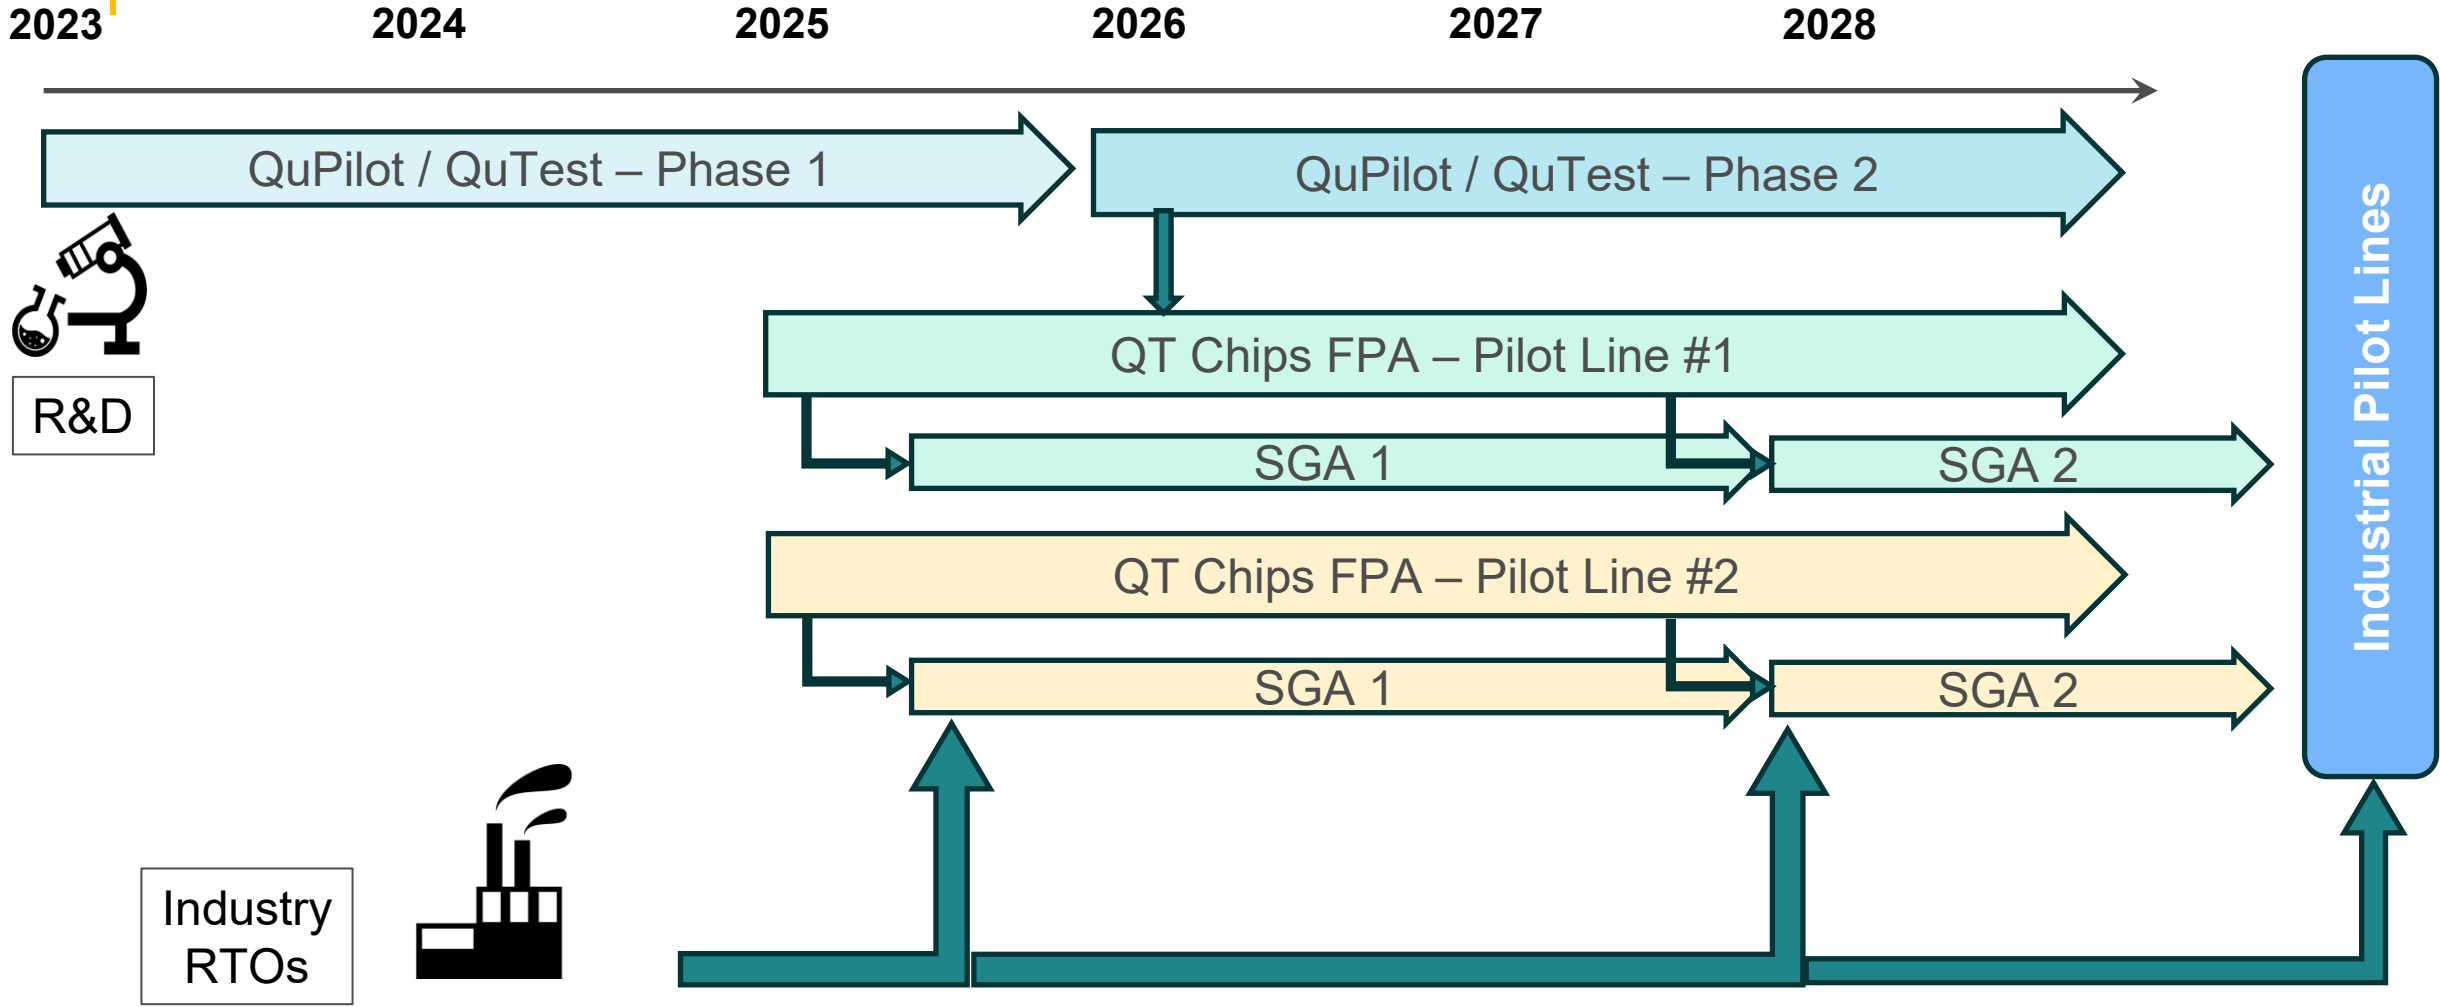 2023 2024 2025 2026 2027 2028
QuPilot / QuTest – Phase 1
QuPilot / QuTest – Phase 2
R&D
QT Chips FPA – Pilot Line #1
SGA 1
SGA 2
QT Chips FPA – Pilot Line #2
SGA 1
SGA 2
Industrial Pilot Lines
Industry
RTOs